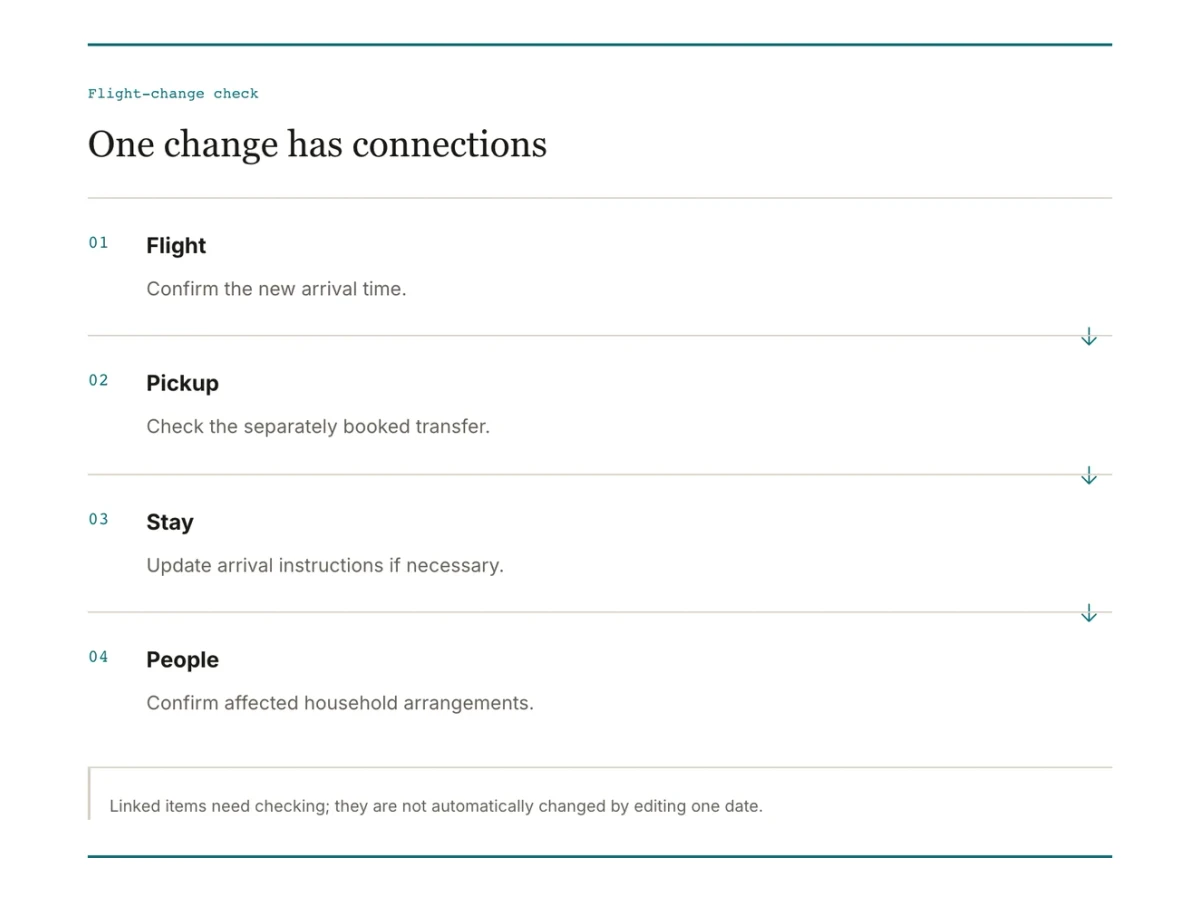 Flight-change check
One change has connections
01
Flight
Confirm the new arrival time.
02
Pickup
Check the separately booked transfer.
03
Stay
Update arrival instructions if necessary.
04
People
Confirm affected household arrangements.
Linked items need checking; they are not automatically changed by editing one date.